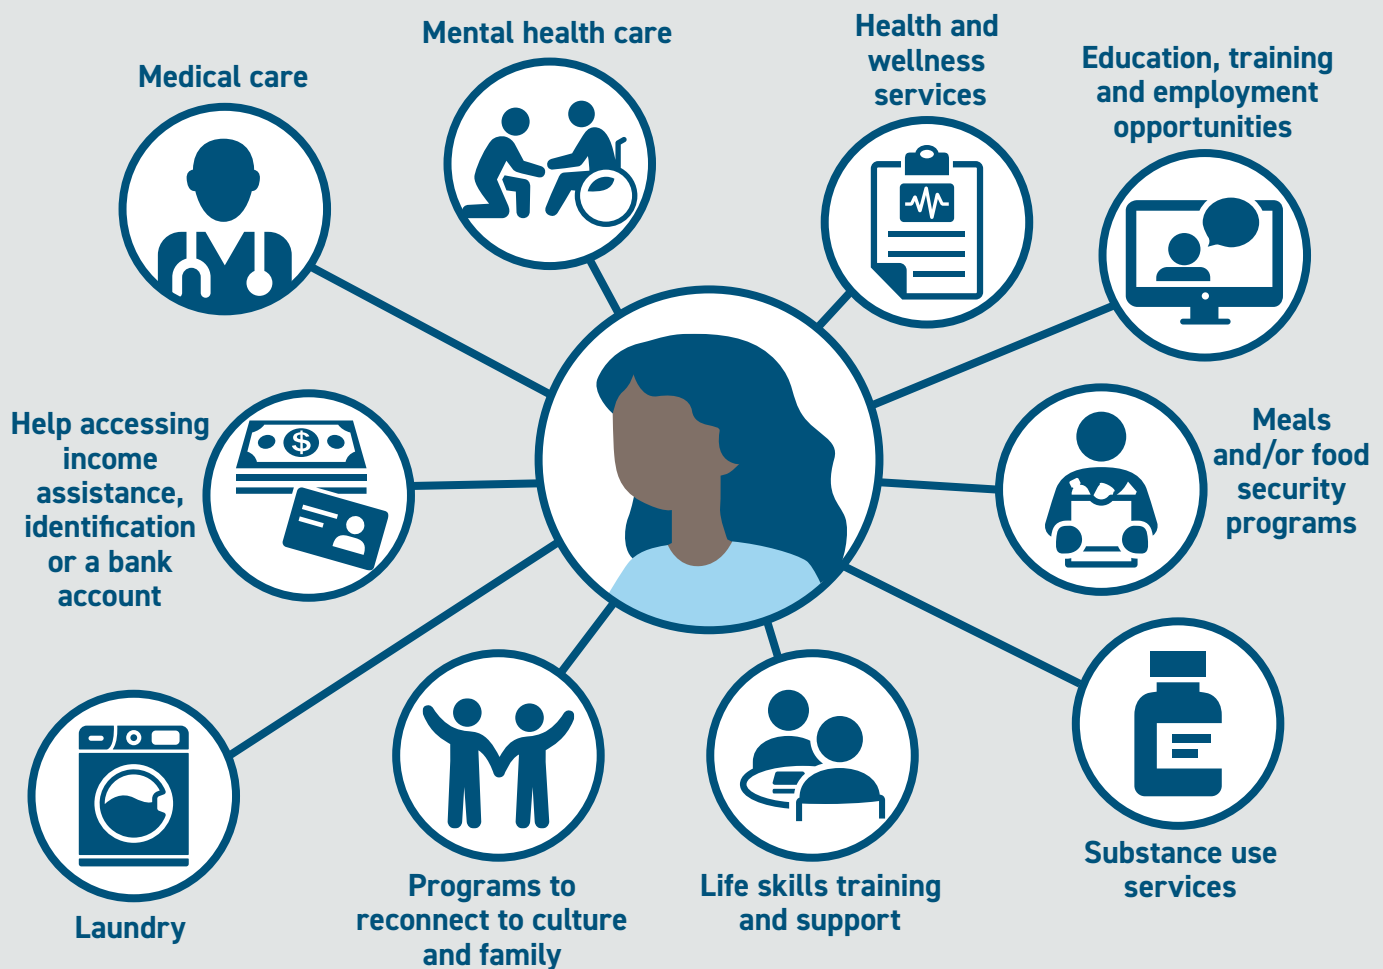 Mental health care
Health and
wellness
services
Education, training
and employment
opportunities
Medical care
Help accessing
income
assistance,
identification
or a bank
account
$
Meals
and/or food
security
programs
Laundry
Programs to
reconnect to culture
and family
Life skills training
and support
Substance use
services